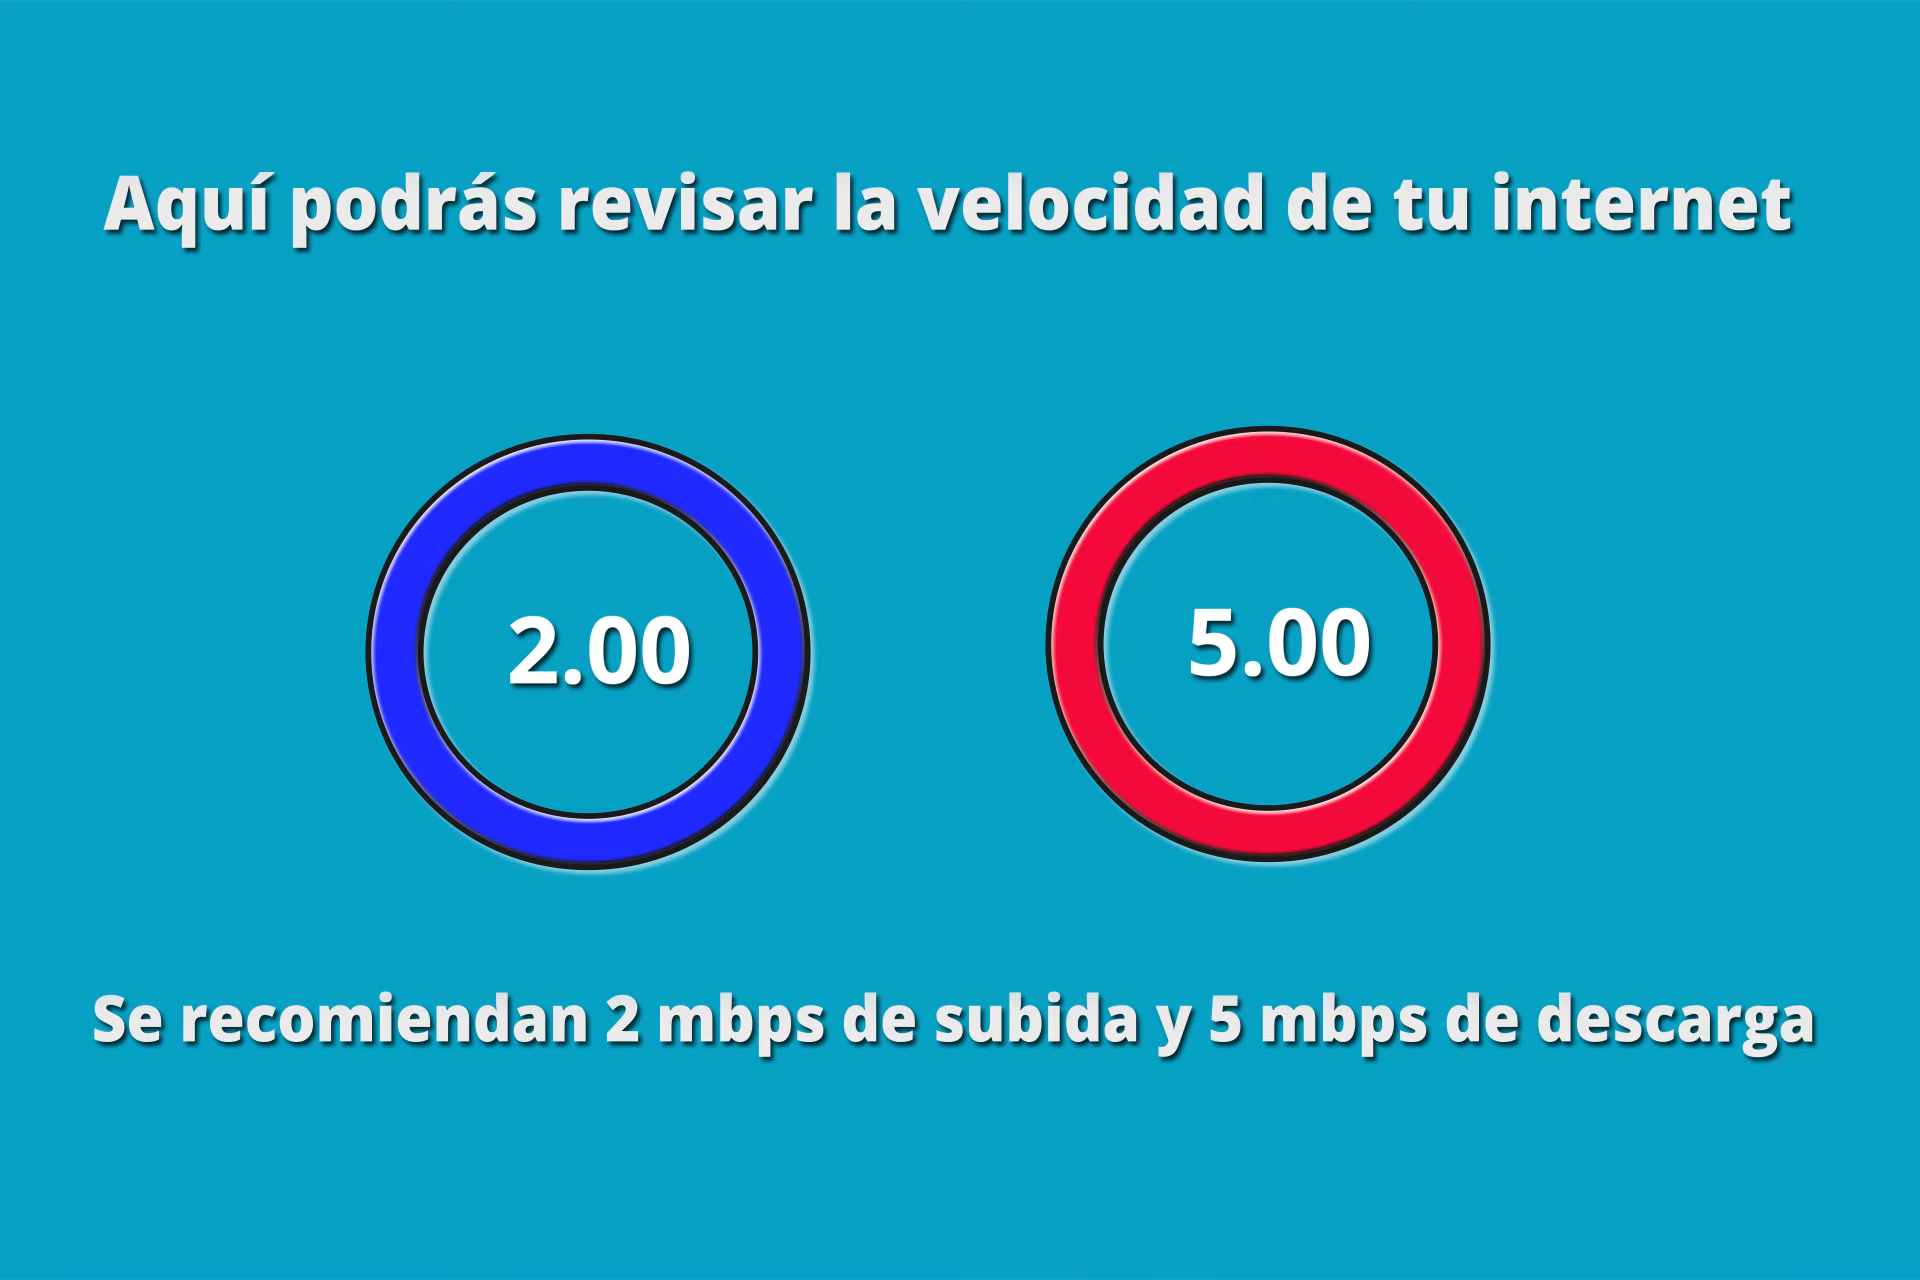 Aquí podrás revisar la velocidad de tu internet
2.00
5.00
Se recomiendan 2 mbps de subida y 5 mbps de descarga